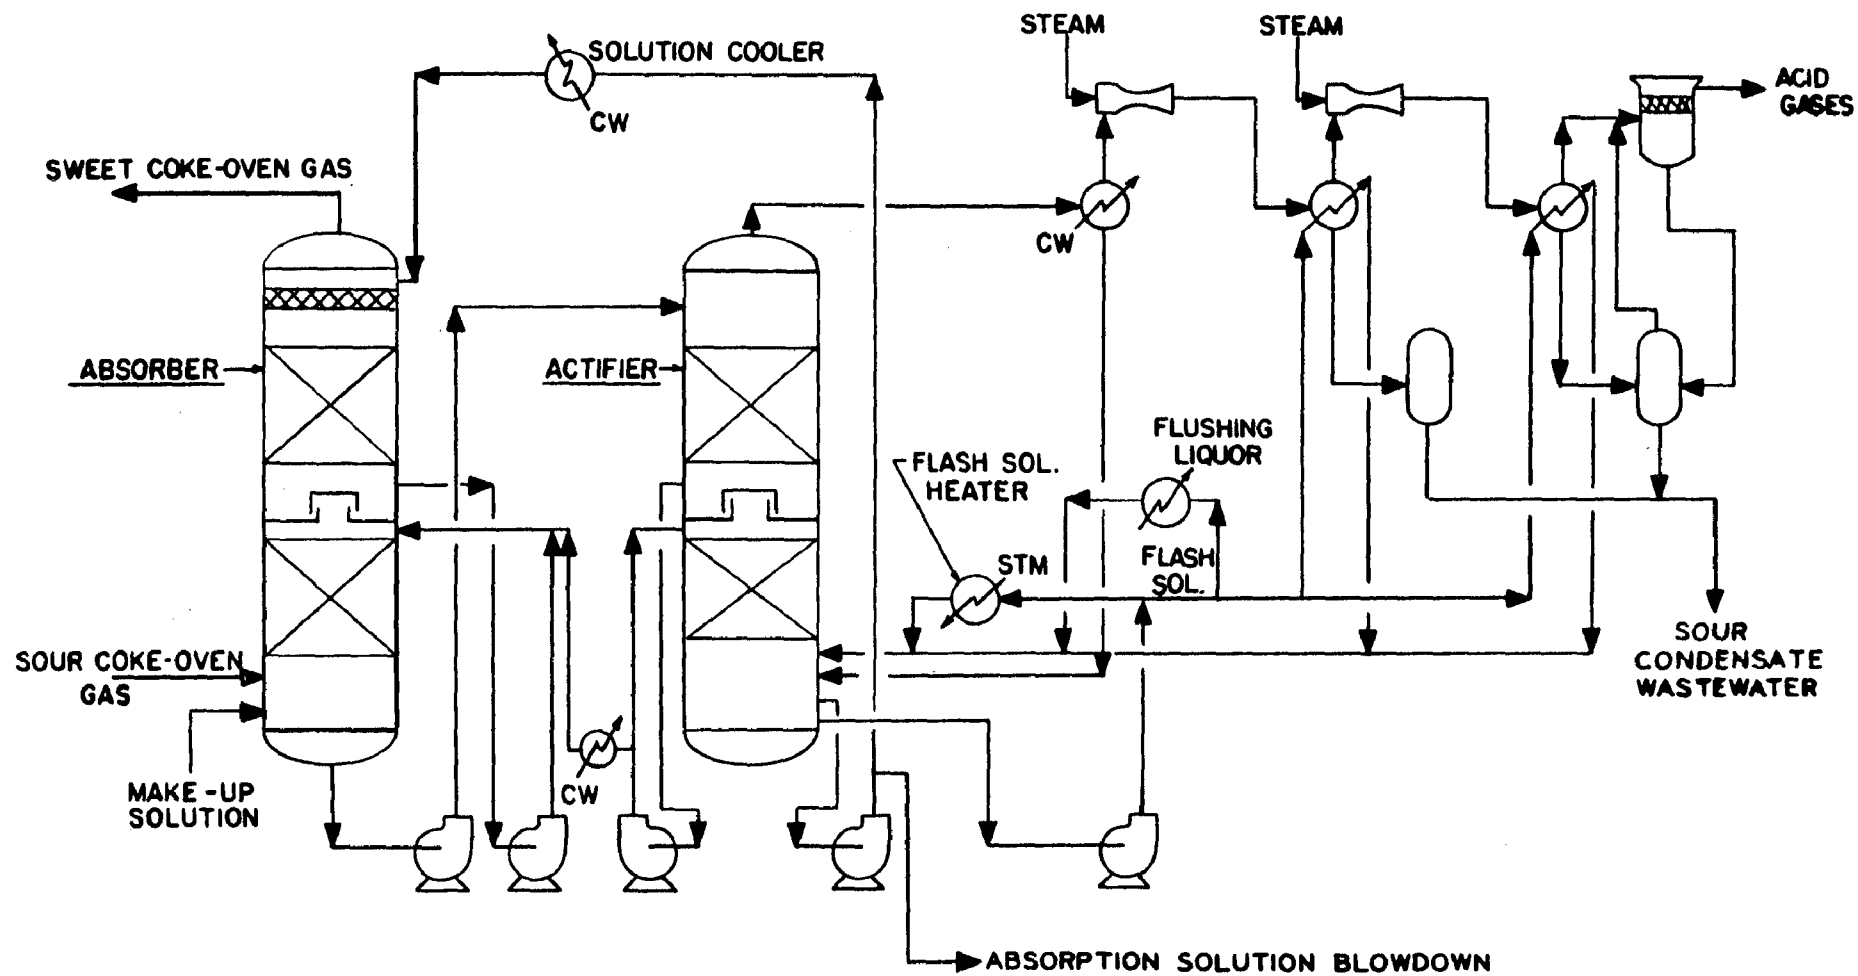 STEAM
STEAM
SOLUTION COOLER
CW
ACID
GASES
SWEET COKE-OVEN GAS
CW
ABSORBER
ACTIFIER
FLUSHING
LIQUOR
FLASH SOL.
HEATER
STM
FLASH
SOL.
SOUR COKE-OVEN
GAS
SOUR
CONDENSATE
WASTEWATER
MAKE-UP
SOLUTION
CW
ABSORPTION SOLUTION BLOWDOWN